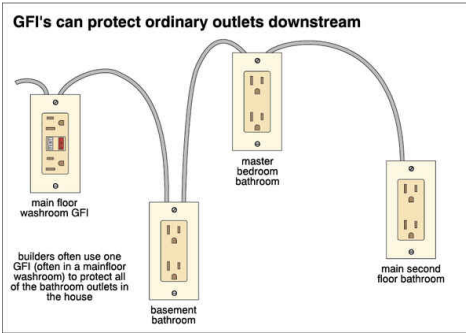 GFI's can protect ordinary outlets downstream
main floor
washroom GFI
master
bedroom
bathroom
main second
floor bathroom
builders often use one
GFI (often in a mainfloor
washroom) to protect all
of the bathroom outlets in
the house
basement
bathroom